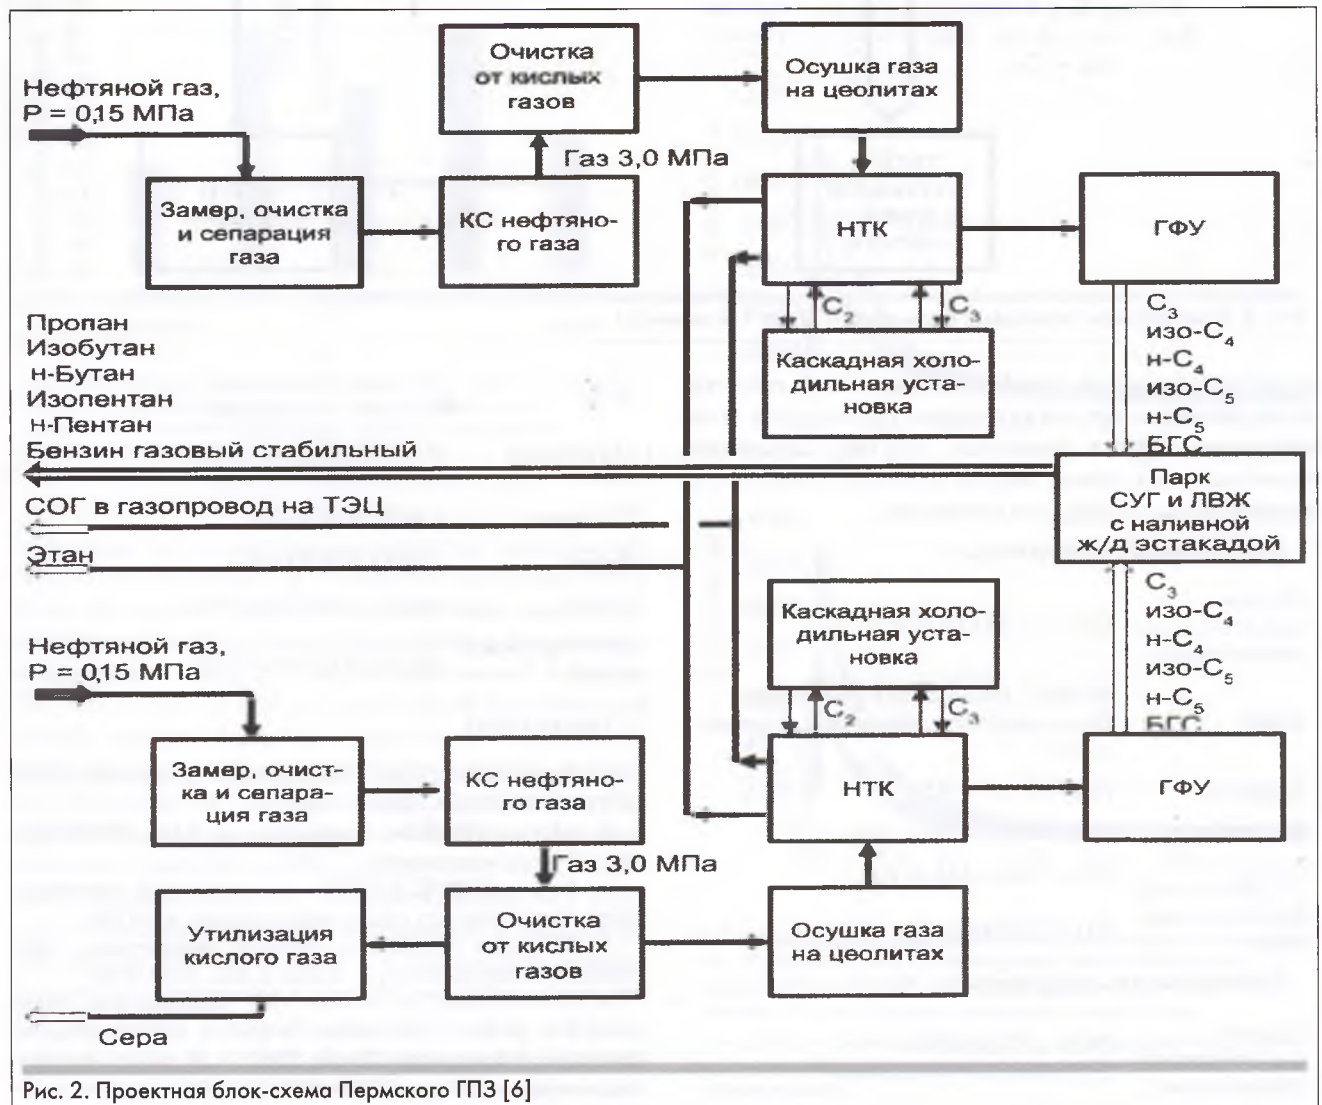 Очистка
от кислых
газов
Осушка газа
на цеолитах
Нефтяной газ,
Р = 0,15 МПа
Газ 3,0 МПа
Замер, очистка
и сепарация
газа
КС нефтяно-
го газа
НТК
ГФУ
С₂
С₃
Каскадная холо-
дильная уста-
новка
С₃
изо-С₄
н-С₄
изо-С₅
н-С₅
БГС
Пропан
Изобутан
н-Бутан
Изопентан
н-Пентан
Бензин газовый стабильный
СОГ в газопровод на ТЭЦ
Этан
Парк
СУГ и ЛВЖ
с наливной
ж/д эстакадой
С₃
изо-С₄
н-С₄
изо-С₅
н-С₅
БГС
Каскадная холо-
дильная уста-
новка
С₂
С₃
Нефтяной газ,
Р = 0,15 МПа
Замер, очист-
ка и сепара-
ция газа
КС нефтяно-
го газа
НТК
ГФУ
Газ 3,0 МПа
Утилизация
кислого газа
Очистка
от кислых
газов
Осушка газа
на цеолитах
Сера
Рис. 2. Проектная блок-схема Пермского ГПЗ [6]